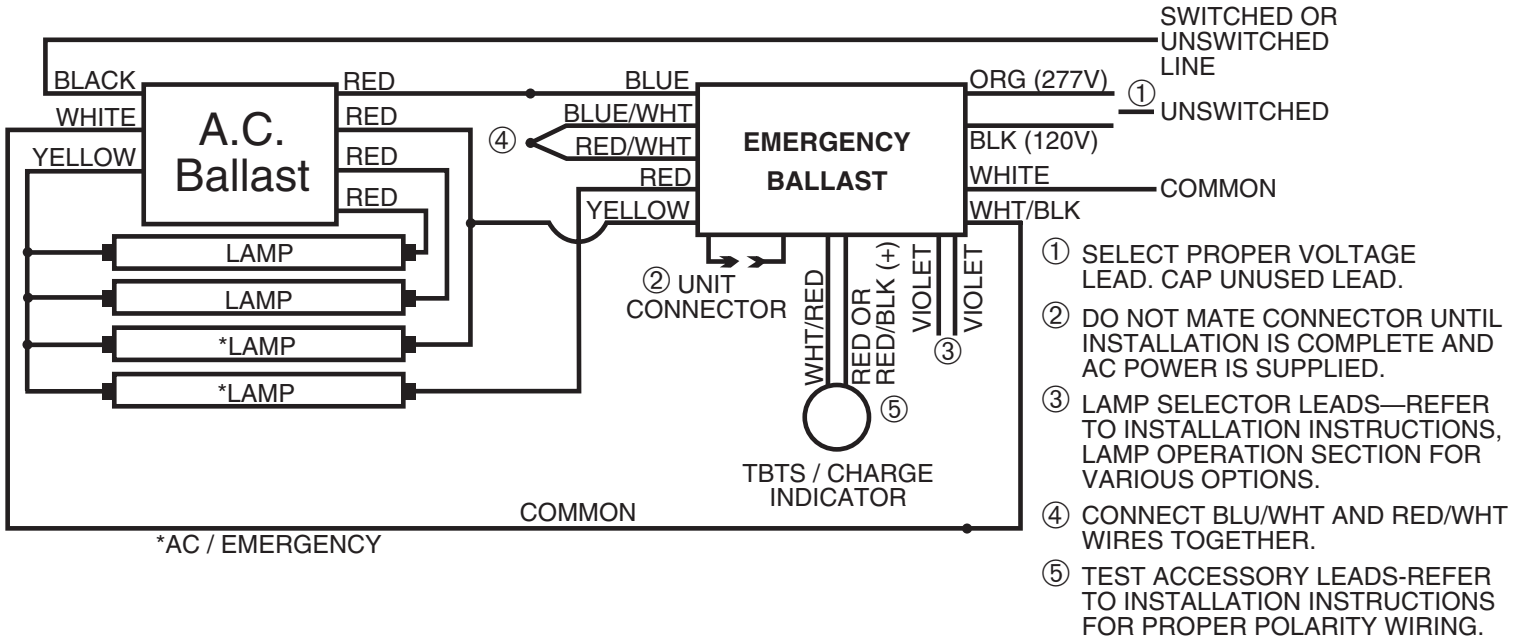 SWITCHED OR
UNSWITCHED
LINE
BLACK
WHITE
YELLOW
A.C.
Ballast
RED
RED
RED
RED
BLUE
BLUE/WHT
④
RED/WHT
RED
YELLOW
EMERGENCY
BALLAST
ORG (277V)
①
UNSWITCHED
BLK (120V)
WHITE
COMMON
WHT/BLK
LAMP
LAMP
*LAMP
*LAMP
② UNIT
CONNECTOR
WHT/RED
RED OR
RED/BLK (+)
VIOLET
VIOLET
③
⑤
TBTS / CHARGE
INDICATOR
COMMON
*AC / EMERGENCY
① SELECT PROPER VOLTAGE
LEAD. CAP UNUSED LEAD.
② DO NOT MATE CONNECTOR UNTIL
INSTALLATION IS COMPLETE AND
AC POWER IS SUPPLIED.
③ LAMP SELECTOR LEADS—REFER
TO INSTALLATION INSTRUCTIONS,
LAMP OPERATION SECTION FOR
VARIOUS OPTIONS.
④ CONNECT BLU/WHT AND RED/WHT
WIRES TOGETHER.
⑤ TEST ACCESSORY LEADS-REFER
TO INSTALLATION INSTRUCTIONS
FOR PROPER POLARITY WIRING.